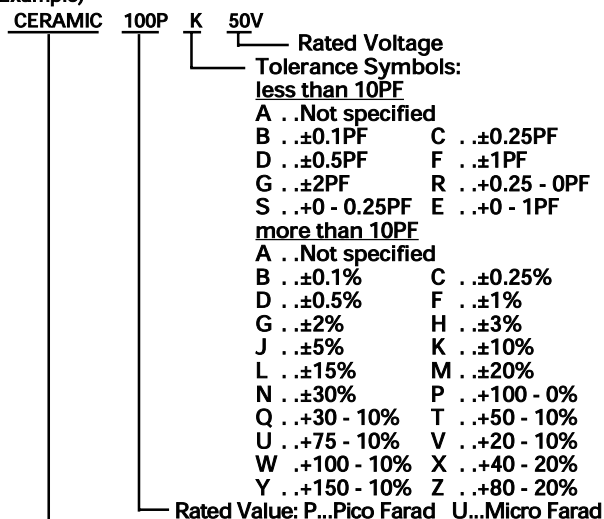 CERAMIC 100P K 50V
Rated Voltage
Tolerance Symbols:
less than 10PF
A . .Not specified
B . .±0.1PF C . .±0.25PF
D . .±0.5PF F . .±1PF
G . .±2PF R . .+0.25 - 0PF
S . .+0 - 0.25PF E . .+0 - 1PF
more than 10PF
A . .Not specified
B . .±0.1% C . .±0.25%
D . .±0.5% F . .±1%
G . .±2% H . .±3%
J . .±5% K . .±10%
L . .±15% M . .±20%
N . .±30% P . .+100 - 0%
Q . .+30 - 10% T . .+50 - 10%
U . .+75 - 10% V . .+20 - 10%
W .+100 - 10% X . .+40 - 20%
Y . .+150 - 10% Z . .+80 - 20%
Rated Value: P...Pico Farad U...Micro Farad